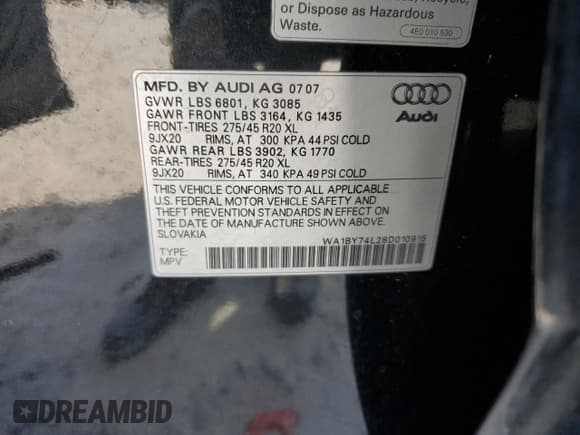 or Dispose as Hazardous
Waste.
4E0 010 530
MFD. BY AUDI AG 07 07
GVWR LBS 6801, KG 3085
GAWR FRONT LBS 3164, KG 1435
FRONT-TIRES 275/45 R20 XL
9JX20 RIMS, AT 300 KPA 44 PSI COLD
GAWR REAR LBS 3902, KG 1770
REAR-TIRES 275/45 R20 XL
9JX20 RIMS, AT 340 KPA 49 PSI COLD
Audi
THIS VEHICLE CONFORMS TO ALL APPLICABLE
U.S. FEDERAL MOTOR VEHICLE SAFETY AND
THEFT PREVENTION STANDARDS IN EFFECT ON
THE DATE OF MANUFACTURE SHOWN ABOVE.
SLOVAKIA
WA1BY74L28D010915
TYPE:
MPV
DREAMBID